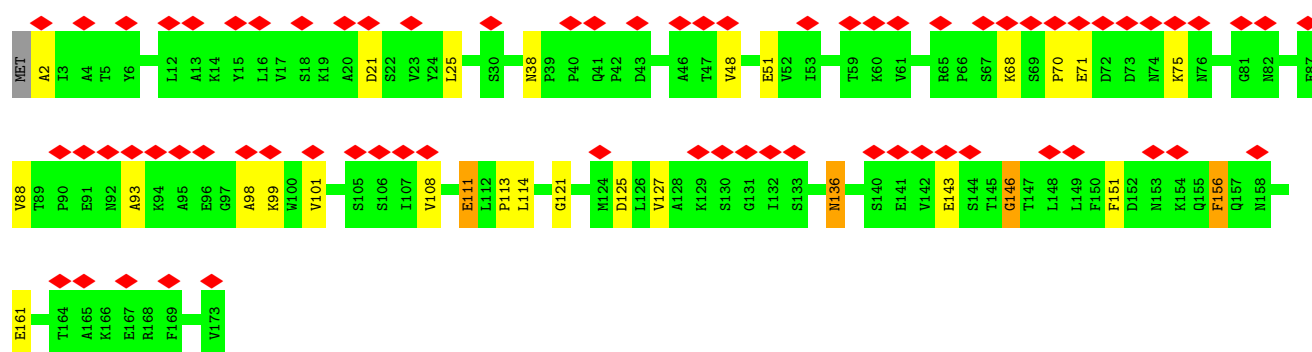 MET A2 I3 A4 T5 Y6 L12 A13 K14 Y15 L16 V17 S18 K19 A20 D21 S22 V23 Y24 L25 S30 N38 P39 P40 Q41 P42 D43 A46 T47 V48 E51 V52 I53 T59 K60 V61 R65 P66 S67 K68 S69 P70 E71 D72 D73 N74 K75 N76 G81 N82
V88 T89 P90 E91 N92 A93 K94 A95 E96 G97 A98 K99 W100 V101 S105 S106 I107 V108 E111 L112 P113 L114 G121 M124 D125 L126 V127 A128 K129 S130 G131 I132 S133 N136 S140 E141 V142 E143 S144 T145 G146 T147 L148 L149 F150 F151 D152 N153 K154 Q155 F156 Q157 N158
E161 T164 A165 K166 E167 R168 F169 V173